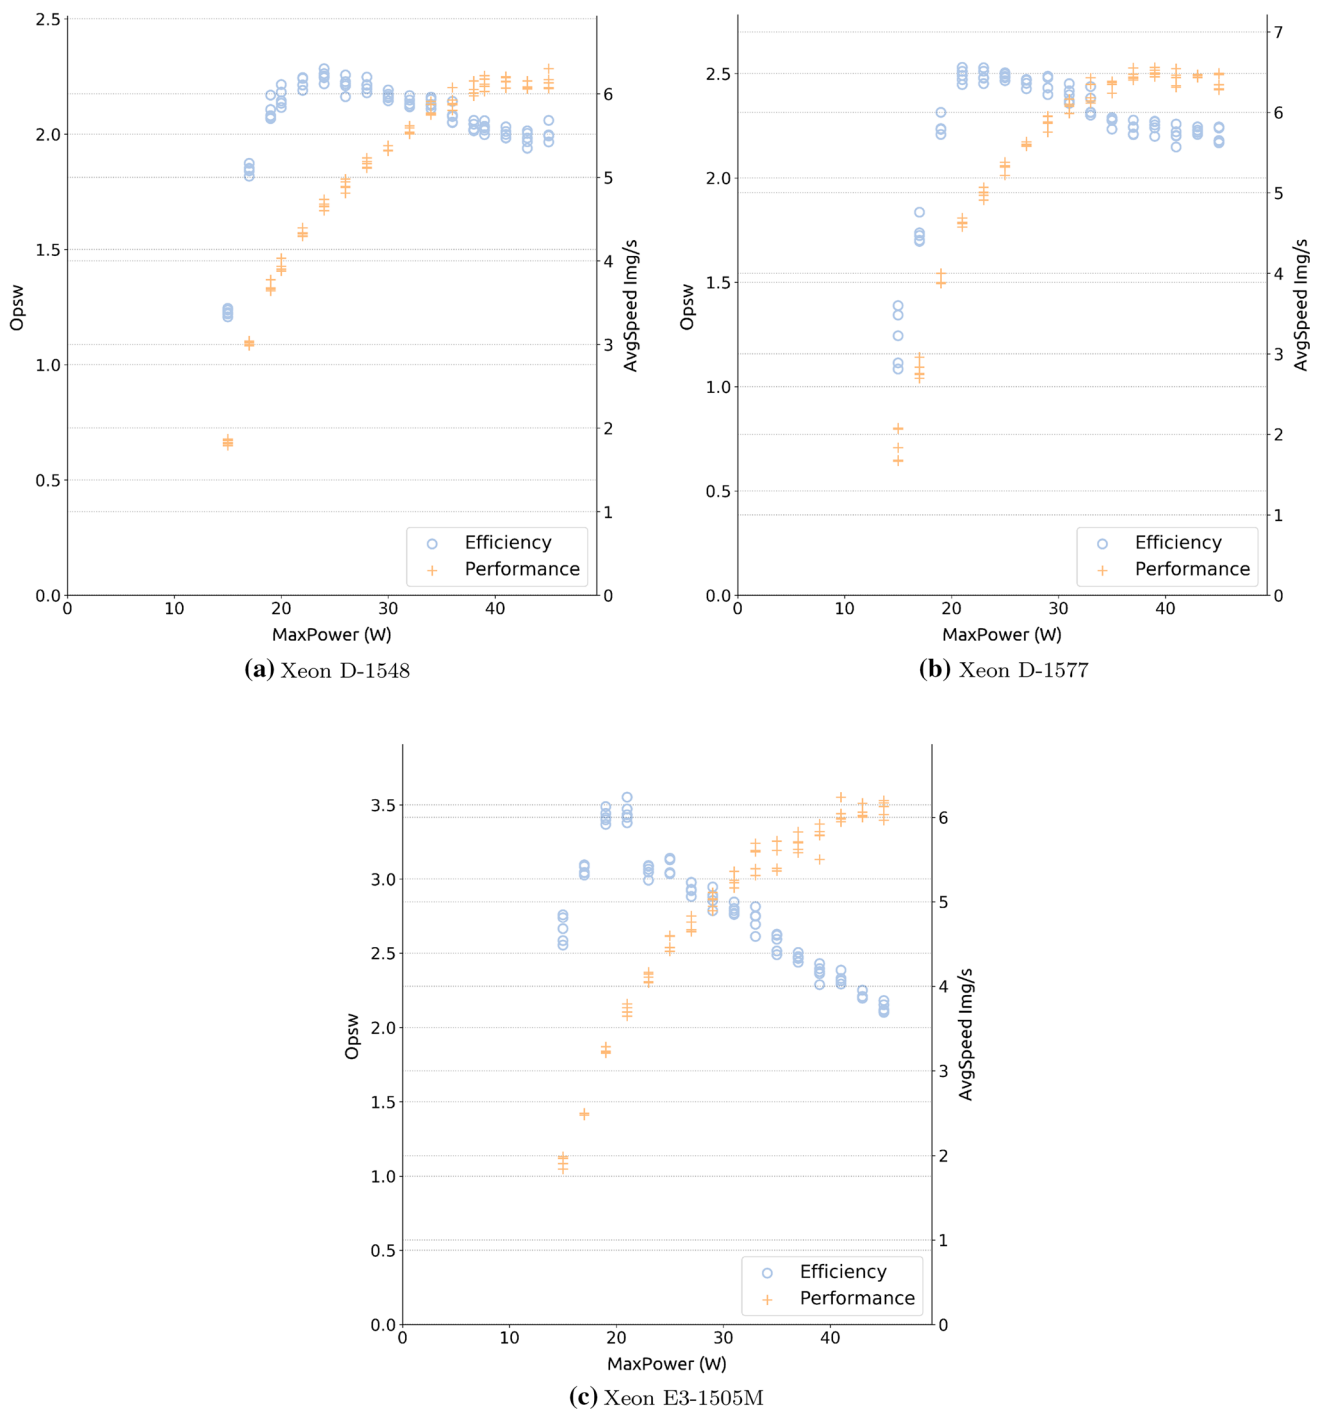 2.5
2.0
1.5
1.0
0.5
0.0
Opsw
6
5
4
3
2
1
0
AvgSpeed Img/s
Efficiency
Performance
0 10 20 30 40
MaxPower (W)
(a) Xeon D-1548
2.5
2.0
1.5
1.0
0.5
0.0
Opsw
7
6
5
4
3
2
1
0
AvgSpeed Img/s
Efficiency
Performance
0 10 20 30 40
MaxPower (W)
(b) Xeon D-1577
3.5
3.0
2.5
2.0
1.5
1.0
0.5
0.0
Opsw
6
5
4
3
2
1
0
AvgSpeed Img/s
Efficiency
Performance
0 10 20 30 40
MaxPower (W)
(c) Xeon E3-1505M